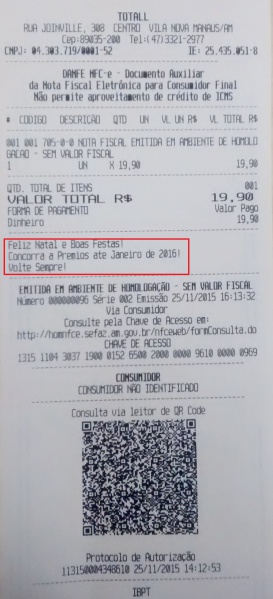 TOTALL
RUA JOINVILLE, 308 CENTRO VILA NOVA MANAUS/AM
Cep:89035-200 Tel:(47)3321-2977
CNPJ: 04.303.719/0001-52 IE: 25.435.051-8
DANFE NFC-e - Documento Auxiliar
da Nota Fiscal Eletrônica para Consumidor Final
Não permite aproveitamento de crédito de ICMS
# CODIGO DESCRIÇÃO QTD UN VL UN R$ VL TOTAL R$
001 001 705-0-0 NOTA FISCAL EMITIDA EM AMBIENTE DE HOMOLO
GACAO - SEM VALOR FISCAL
1 UN X 19,90 19,90
QTD. TOTAL DE ITENS 001
VALOR TOTAL R$ 19,90
FORMA DE PAGAMENTO Valor Pago
Dinheiro 19,90
Feliz Natal e Boas Festas!
Concorra a Premios ate Janeiro de 2016!
Volte Sempre!
EMITIDA EM AMBIENTE DE HOMOLOGAÇÃO - SEM VALOR FISCAL
Número 000000096 Série 002 Emissão 25/11/2015 16:13:32
Via Consumidor
Consulte pela Chave de Acesso em:
http://homnfce.sefaz.am.gov.br/nfceweb/formConsulta.do
CHAVE DE ACESSO
1315 1104 3037 1900 0152 6500 2000 0000 9610 0000 0969
CONSUMIDOR
CONSUMIDOR NÃO IDENTIFICADO
Consulta via leitor de QR Code
Protocolo de Autorização
113150004348610 25/11/2015 14:12:53
IBPT